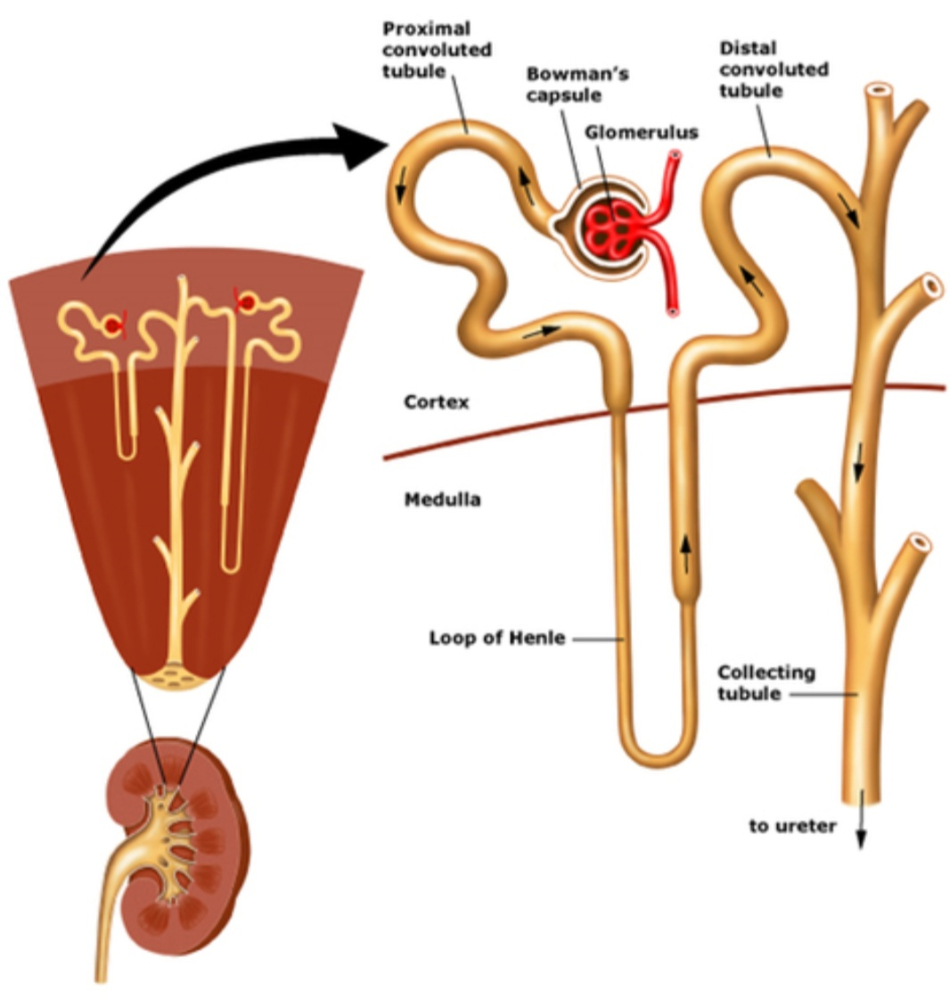 Proximal
convoluted
tubule
Bowman's
capsule
Glomerulus
Distal
convoluted
tubule
Cortex
Medulla
Loop of Henle
Collecting
tubule
to ureter